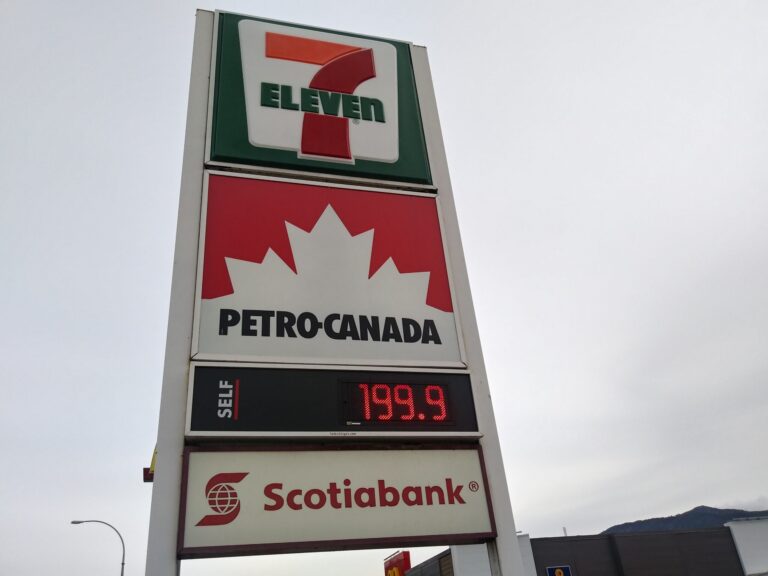 7
ELEVEn
PETRO-CANADA
SELF
199.9
Scotiabank®